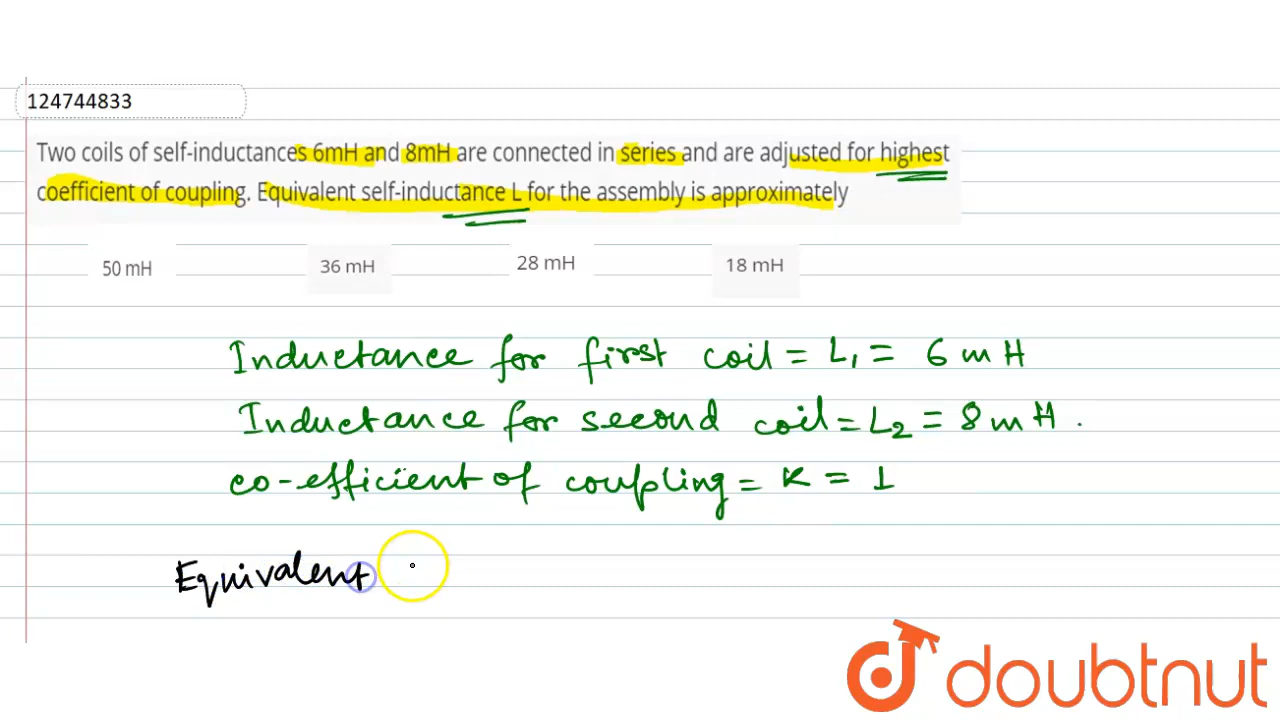 124744833
Two coils of self-inductances 6mH and 8mH are connected in series and are adjusted for highest
coefficient of coupling. Equivalent self-inductance L for the assembly is approximately
50 mH 36 mH 28 mH 18 mH
Inductance for first coil = L1 = 6 mH
Inductance for second coil = L2 = 8 mH.
co-efficient of coupling = K = 1
Equivalent
doubtnut